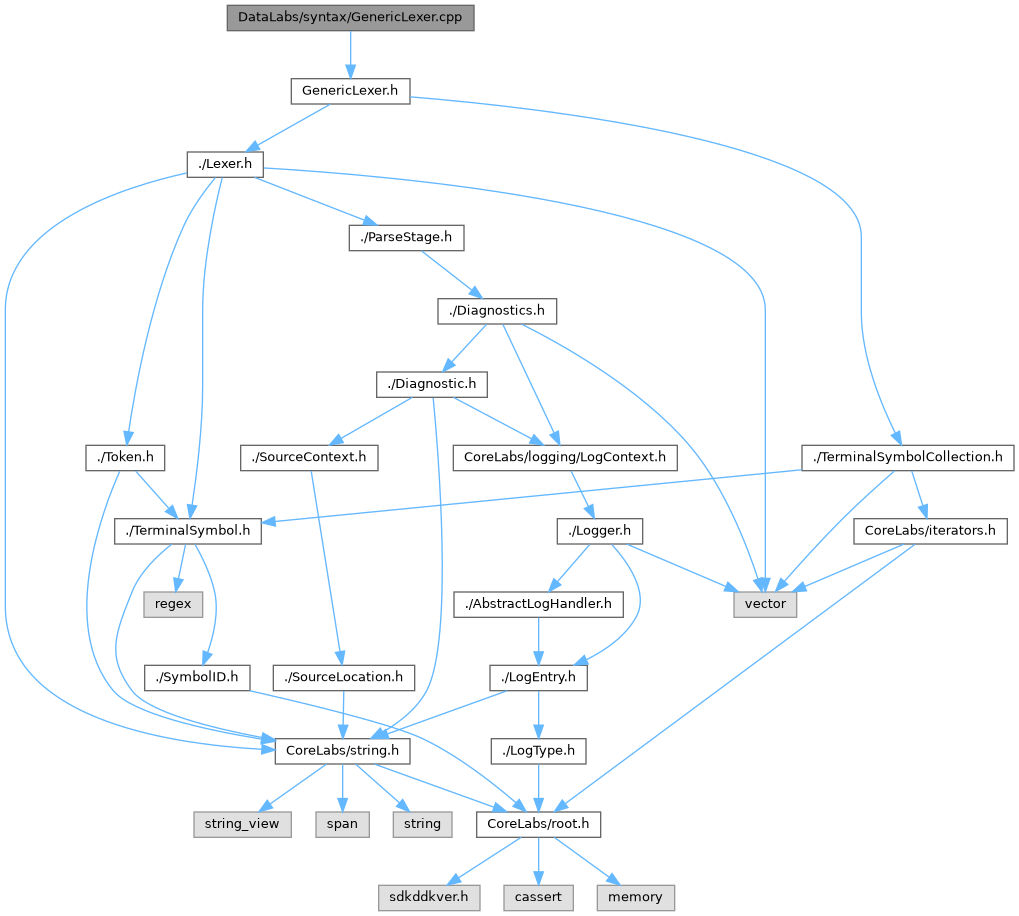 DataLabs/syntax/GenericLexer.cpp
GenericLexer.h
./Lexer.h
./ParseStage.h
./Diagnostics.h
./Diagnostic.h
./Token.h
./SourceContext.h
CoreLabs/logging/LogContext.h
./TerminalSymbolCollection.h
./TerminalSymbol.h
./Logger.h
CoreLabs/iterators.h
regex
./AbstractLogHandler.h
vector
./SymbolID.h
./SourceLocation.h
./LogEntry.h
CoreLabs/string.h
./LogType.h
string_view
span
string
CoreLabs/root.h
sdkddkver.h
cassert
memory